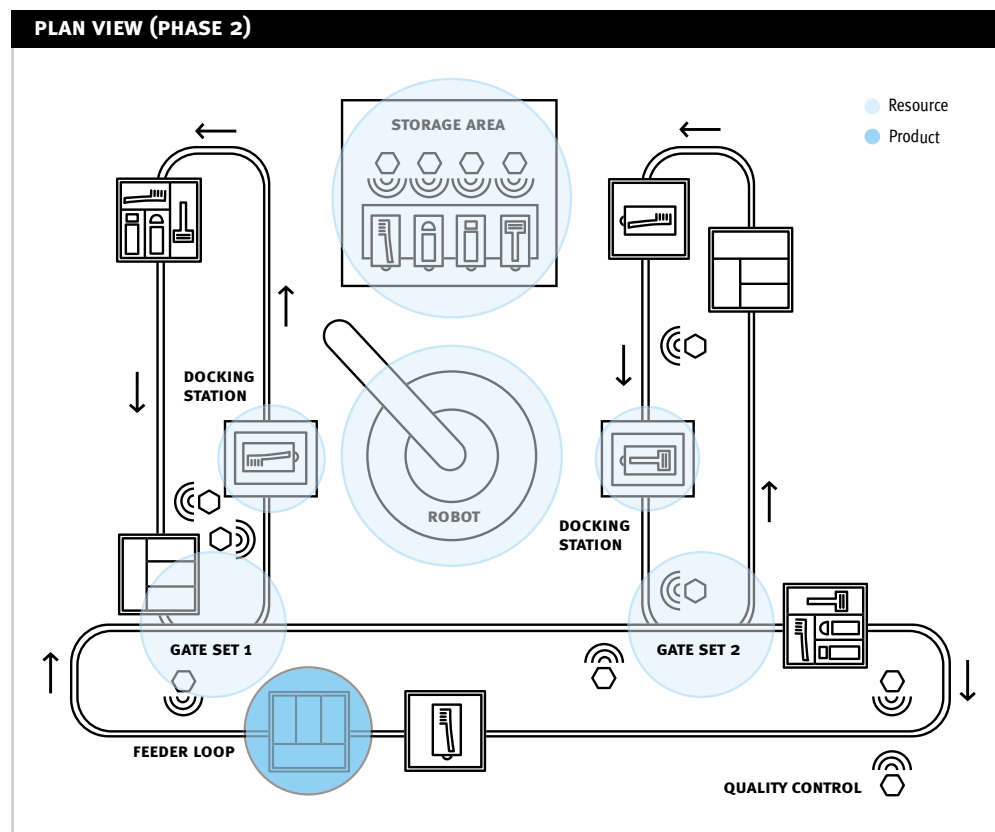 PLAN VIEW (PHASE 2)
STORAGE AREA
Resource
Product
DOCKING
STATION
ROBOT
DOCKING
STATION
GATE SET 1
GATE SET 2
FEEDER LOOP
QUALITY CONTROL